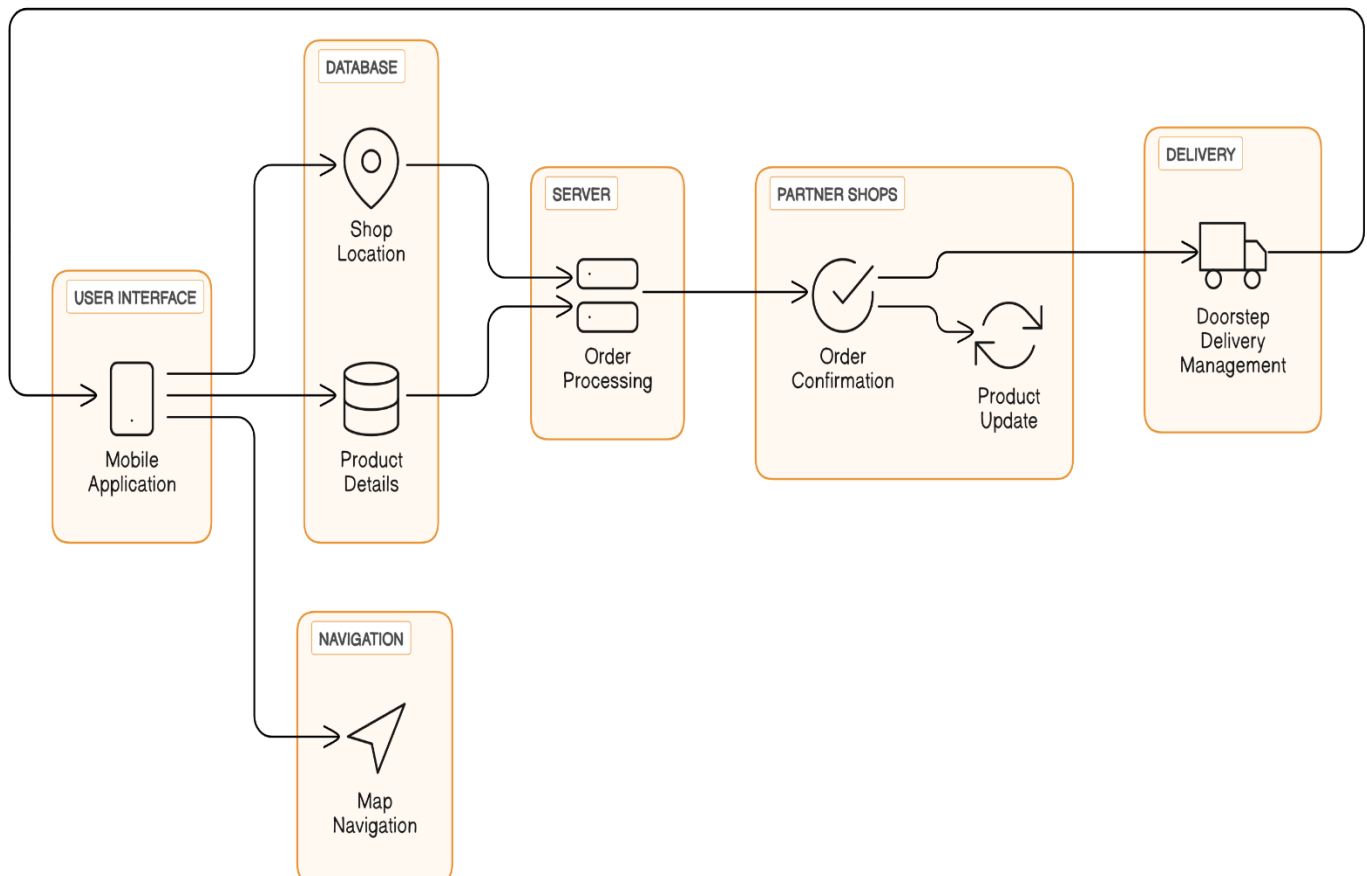 DATABASE
Shop
Location
Product
Details
USER INTERFACE
Mobile
Application
SERVER
Order
Processing
PARTNER SHOPS
Order
Confirmation
Product
Update
DELIVERY
Doorstep
Delivery
Management
NAVIGATION
Map
Navigation